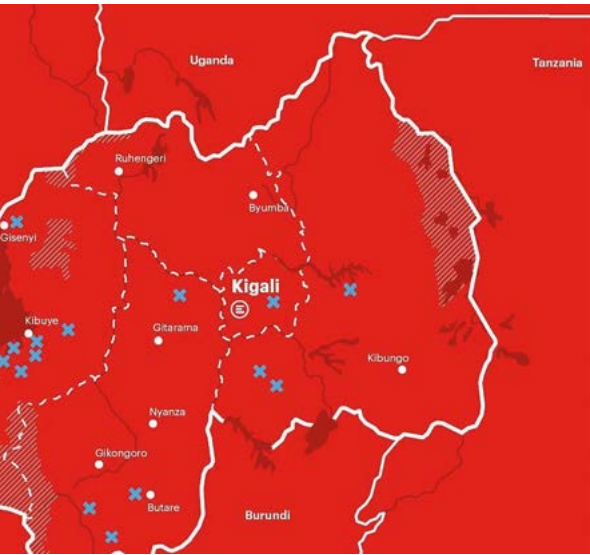 Uganda
Tanzania
Ruhengeri
Byumba
Gisenyi
Kigali
Kibuye
Gitarama
Kibungo
Nyanza
Gikongoro
Butare
Burundi